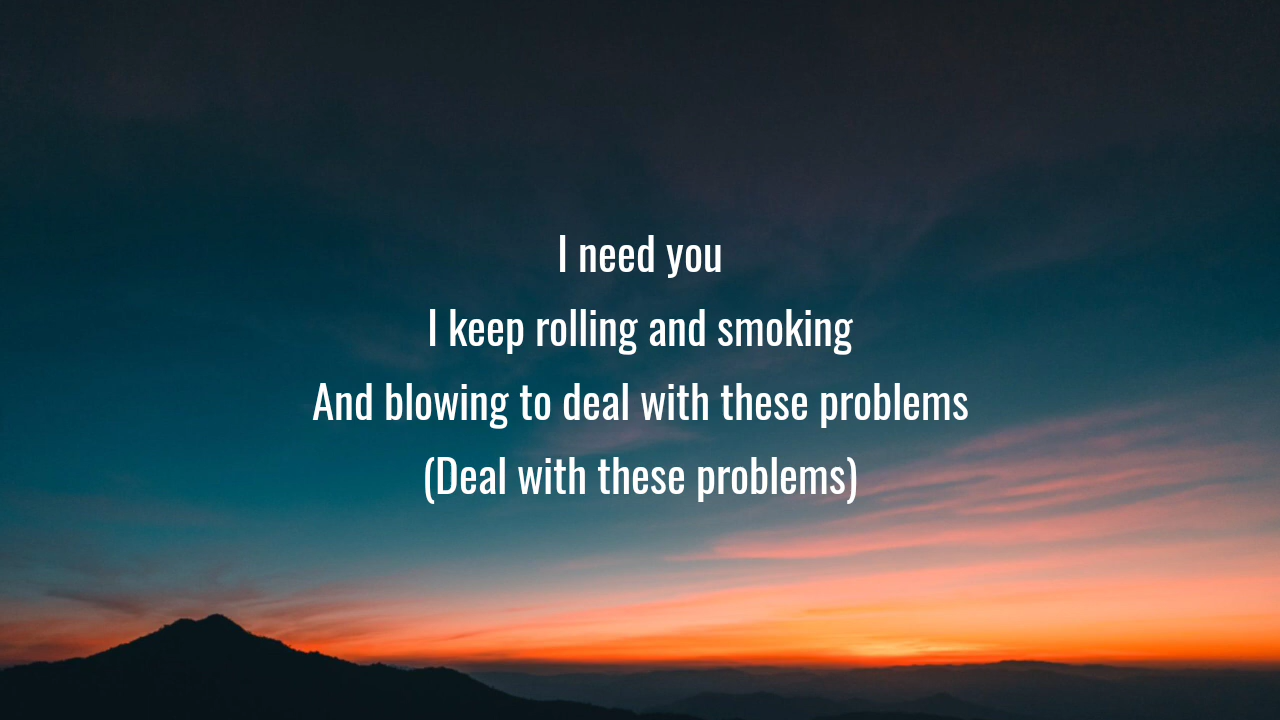 I need you
I keep rolling and smoking
And blowing to deal with these problems
(Deal with these problems)